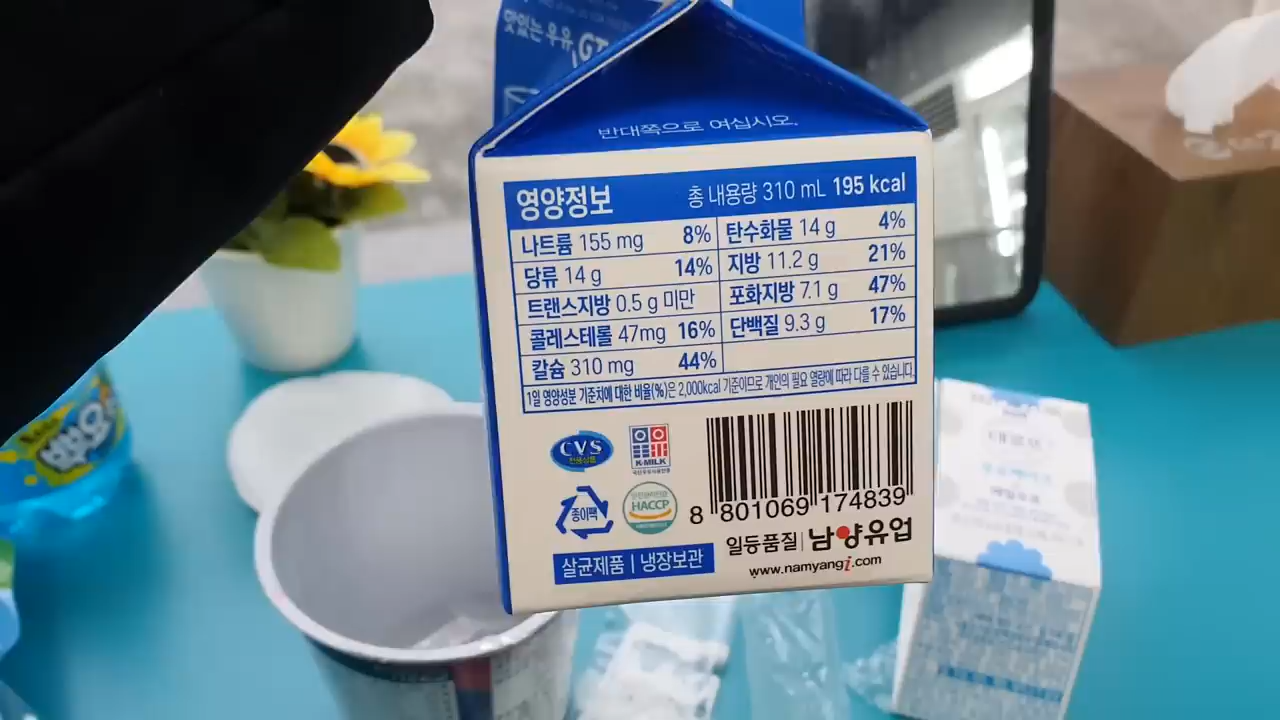 맛있는 우유 GT
반대쪽으로 여십시오.
영양정보 총 내용량 310 mL 195 kcal
나트륨 155 mg 8% 탄수화물 14 g 4%
당류 14 g 14% 지방 11.2 g 21%
트랜스지방 0.5 g 미만 포화지방 7.1 g 47%
콜레스테롤 47mg 16% 단백질 9.3 g 17%
칼슘 310 mg 44%
1일 영양성분 기준치에 대한 비율(%)은 2,000kcal 기준이므로 개인의 필요 열량에 따라 다를 수 있습니다.
CVS
전용상품
K-MILK
종이팩
HACCP
8 801069 174839
일등품질 남양유업
살균제품 | 냉장보관
www.namyangi.com
뽀로